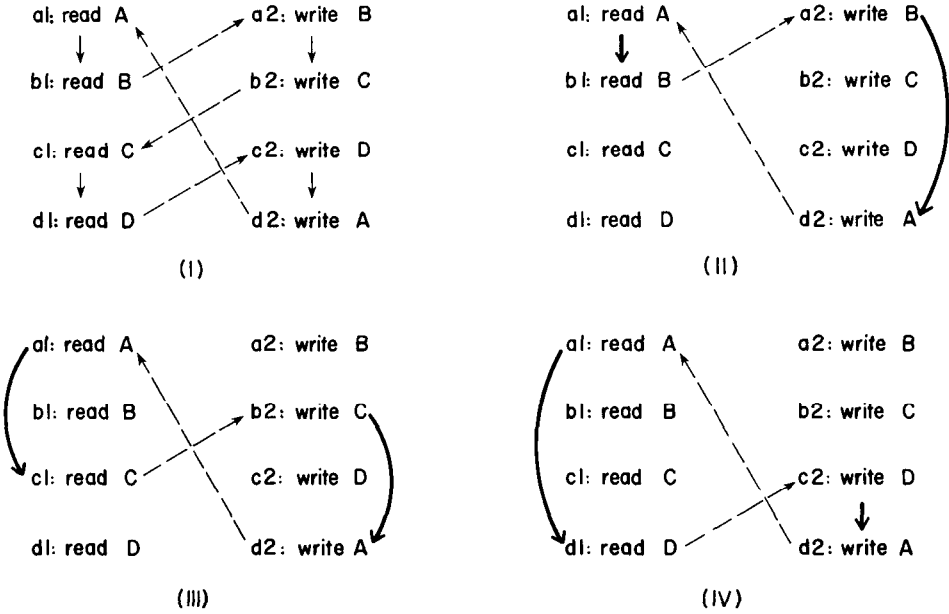 a1: read A a2: write B
b1: read B b2: write C
c1: read C c2: write D
d1: read D d2: write A
(I)
a1: read A a2: write B
b1: read B b2: write C
c1: read C c2: write D
d1: read D d2: write A
(II)
a1: read A a2: write B
b1: read B b2: write C
c1: read C c2: write D
d1: read D d2: write A
(III)
a1: read A a2: write B
b1: read B b2: write C
c1: read C c2: write D
d1: read D d2: write A
(IV)